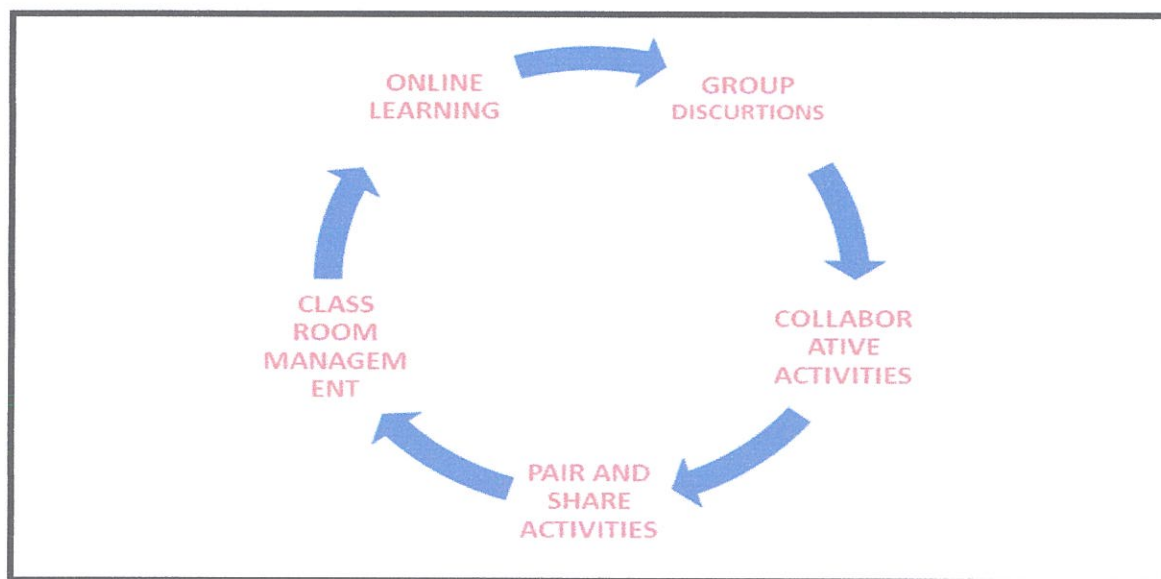 ONLINE
LEARNING
GROUP
DISCURTIONS
COLLABOR
ATIVE
ACTIVITIES
PAIR AND
SHARE
ACTIVITIES
CLASS
ROOM
MANAGEM
ENT